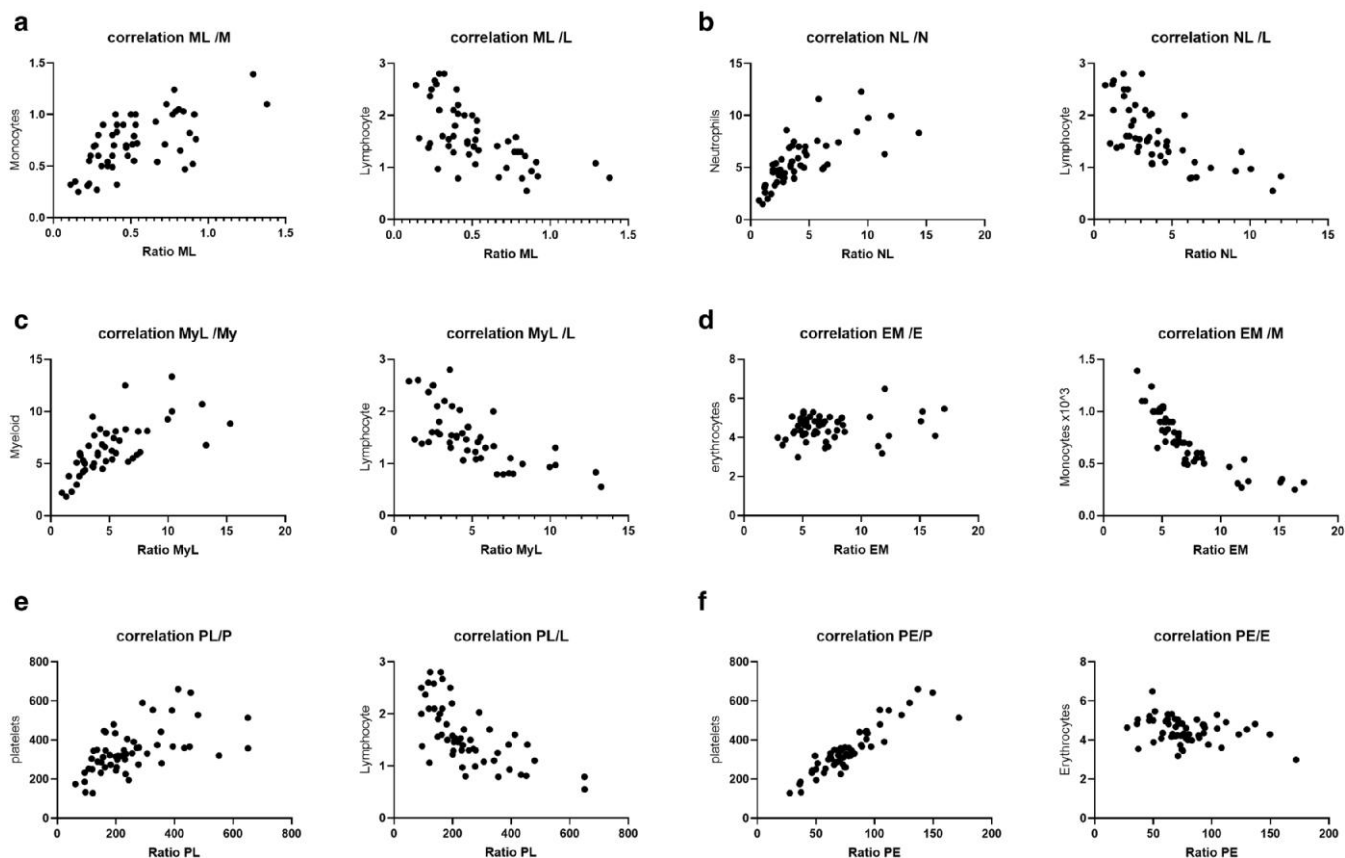 a
correlation ML /M
Monocytes
1.5
1.0
0.5
0.0
0.0 0.5 1.0 1.5
Ratio ML
correlation ML /L
Lymphocyte
3
2
1
0
0.0 0.5 1.0 1.5
Ratio ML
b
correlation NL /N
Neutrophils
15
10
5
0
0 5 10 15 20
Ratio NL
correlation NL /L
Lymphocyte
3
2
1
0
0 5 10 15
Ratio NL
c
correlation MyL /My
Myeloid
15
10
5
0
0 5 10 15 20
Ratio MyL
correlation MyL /L
Lymphocyte
3
2
1
0
0 5 10 15
Ratio MyL
d
correlation EM /E
erythrocytes
8
6
4
2
0
0 5 10 15 20
Ratio EM
correlation EM /M
Monocytes x10^3
1.5
1.0
0.5
0.0
0 5 10 15 20
Ratio EM
e
correlation PL/P
platelets
800
600
400
200
0
0 200 400 600 800
Ratio PL
correlation PL/L
Lymphocyte
3
2
1
0
0 200 400 600 800
Ratio PL
f
correlation PE/P
platelets
800
600
400
200
0
0 50 100 150 200
Ratio PE
correlation PE/E
Erythrocytes
8
6
4
2
0
0 50 100 150 200
Ratio PE